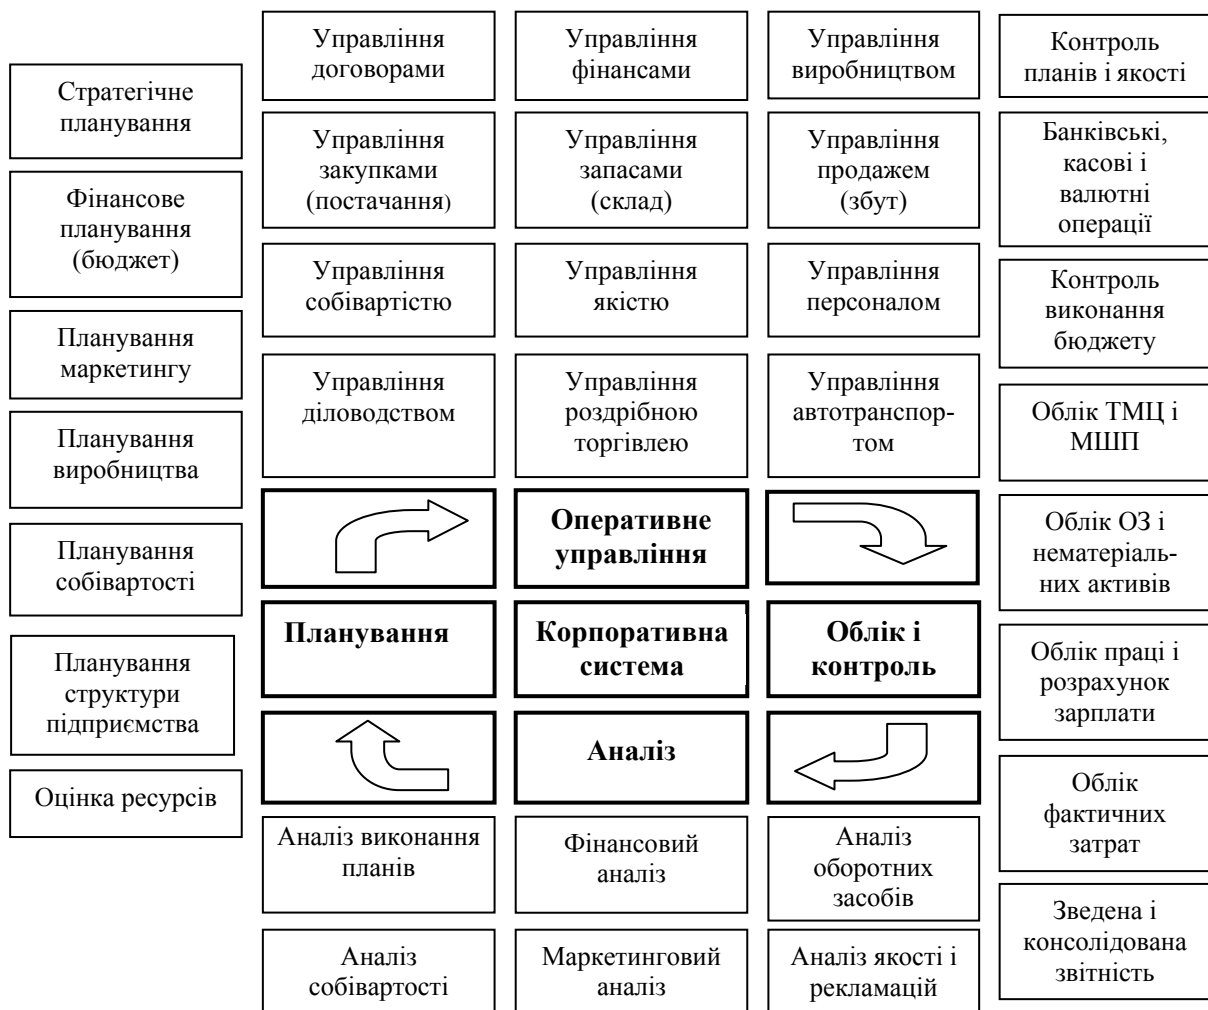 Стратегічне
планування
Фінансове
планування
(бюджет)
Планування
маркетингу
Планування
виробництва
Планування
собівартості
Планування
структури
підприємства
Оцінка ресурсів
Управління
договорами
Управління
фінансами
Управління
виробництвом
Управління
закупками
(постачання)
Управління
запасами
(склад)
Управління
продажем
(збут)
Управління
собівартістю
Управління
якістю
Управління
персоналом
Управління
діловодством
Управління
роздрібною
торгівлею
Управління
автотранспор-
том
Оперативне
управління
Планування
Корпоративна
система
Облік і
контроль
Аналіз
Аналіз виконання
планів
Фінансовий
аналіз
Аналіз
оборотних
засобів
Аналіз
собівартості
Маркетинговий
аналіз
Аналіз якості і
рекламацій
Контроль
планів і якості
Банківські,
касові і
валютні
операції
Контроль
виконання
бюджету
Облік ТМЦ і
МШП
Облік ОЗ і
нематеріаль-
них активів
Облік праці і
розрахунок
зарплати
Облік
фактичних
затрат
Зведена і
консолідована
звітність